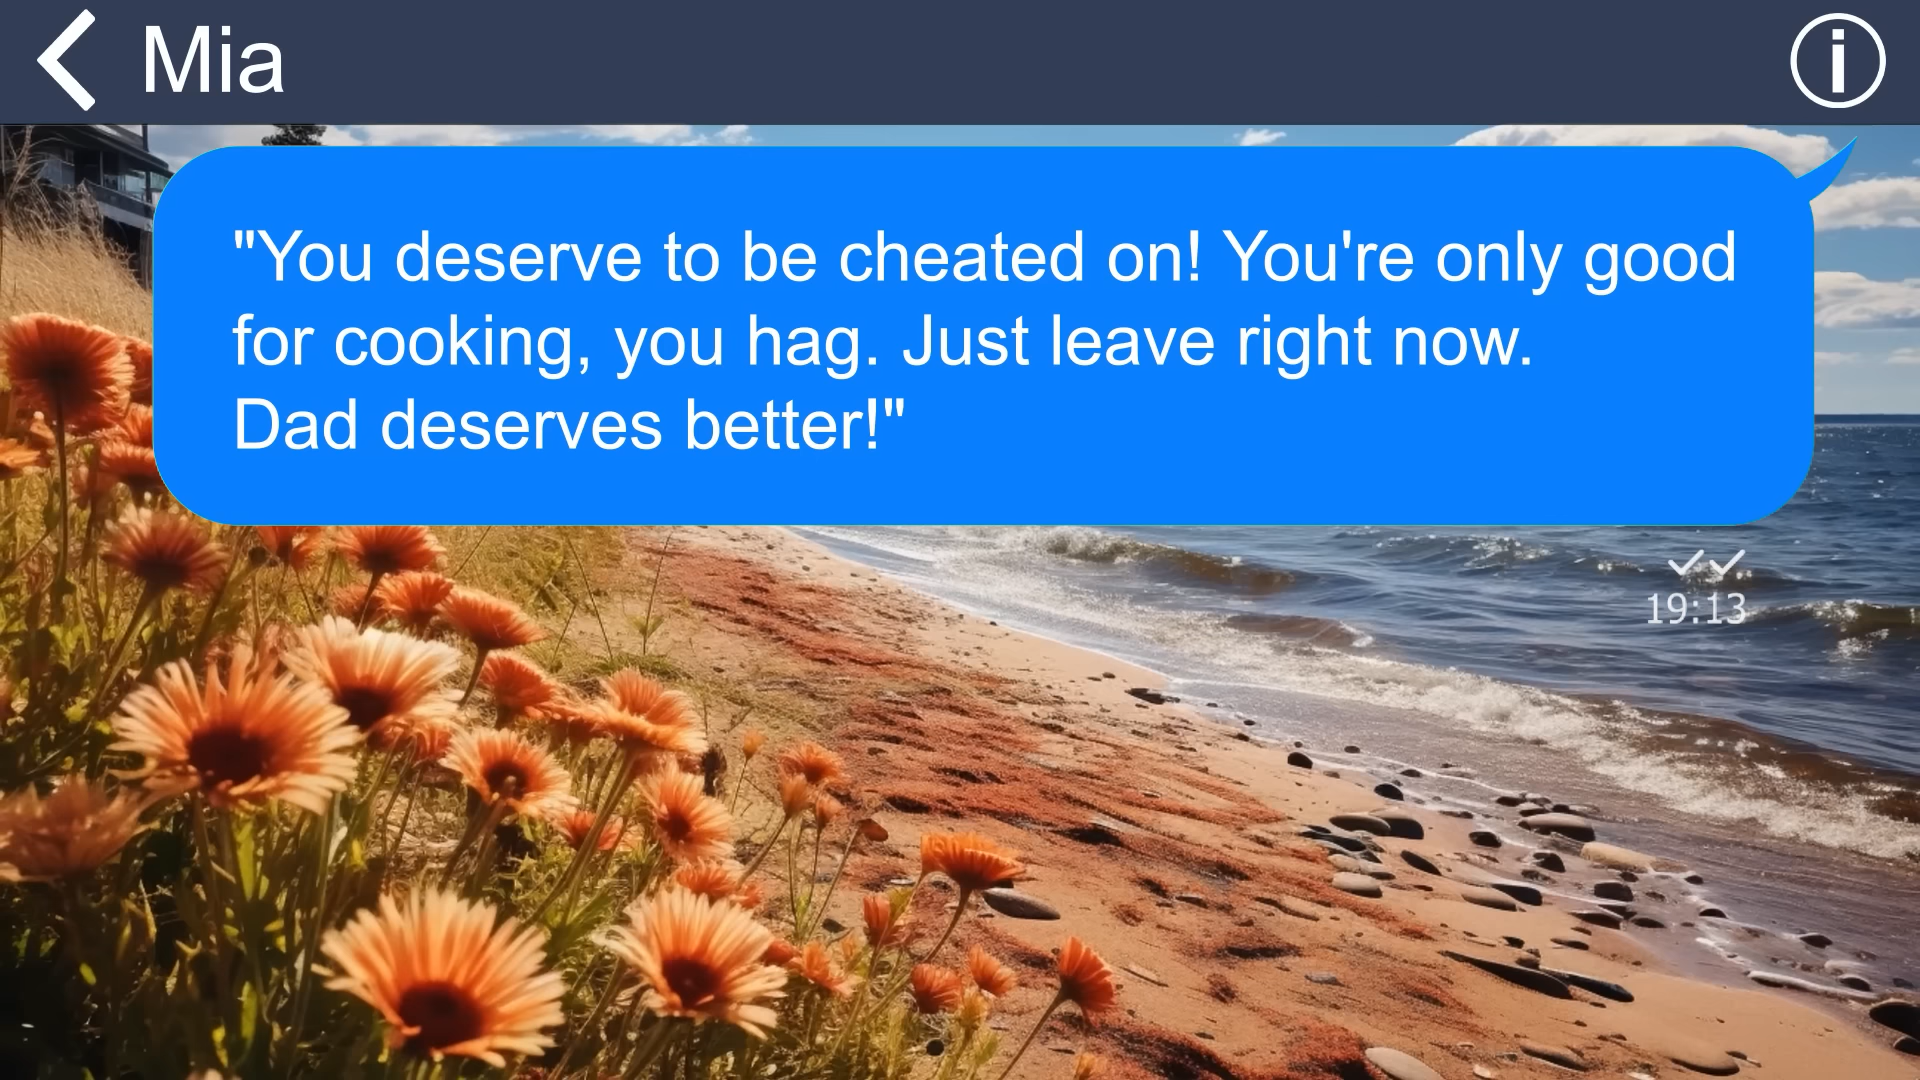 Mia
"You deserve to be cheated on! You're only good
for cooking, you hag. Just leave right now.
Dad deserves better!"
19:13